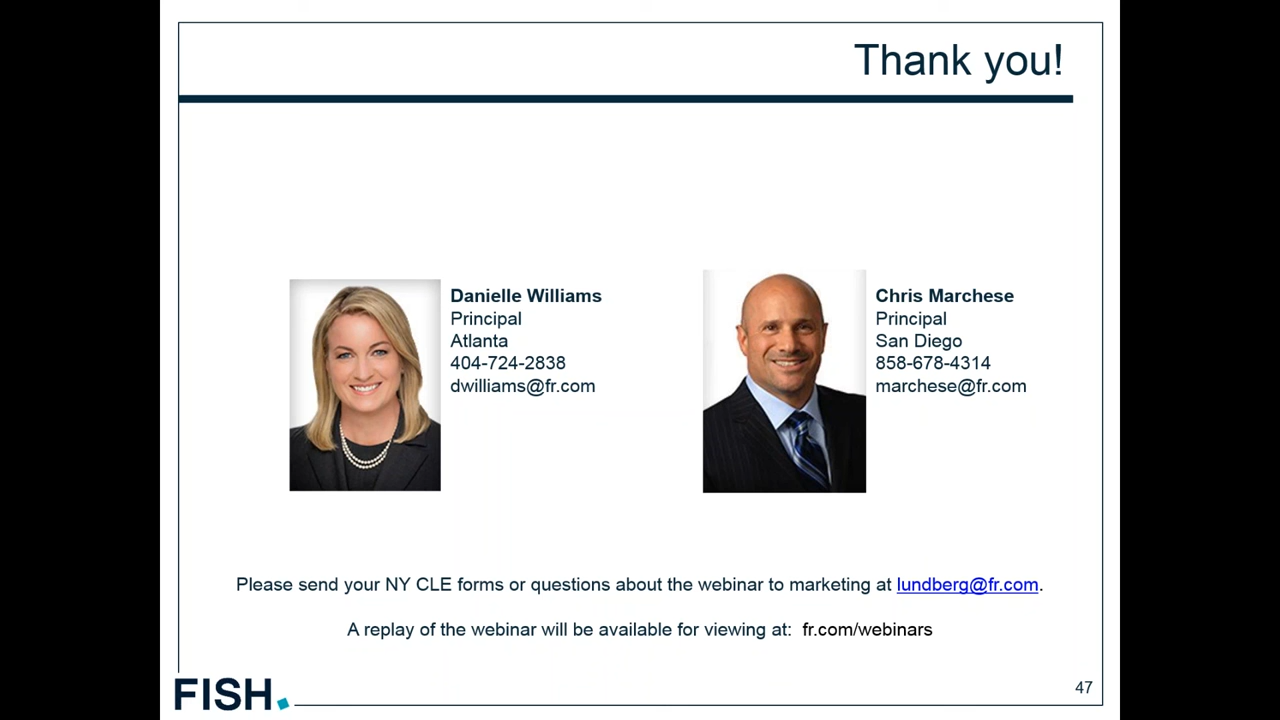 Thank you!
Danielle Williams
Principal
Atlanta
404-724-2838
dwilliams@fr.com
Chris Marchese
Principal
San Diego
858-678-4314
marchese@fr.com
Please send your NY CLE forms or questions about the webinar to marketing at lundberg@fr.com.
A replay of the webinar will be available for viewing at: fr.com/webinars
FISH.
47